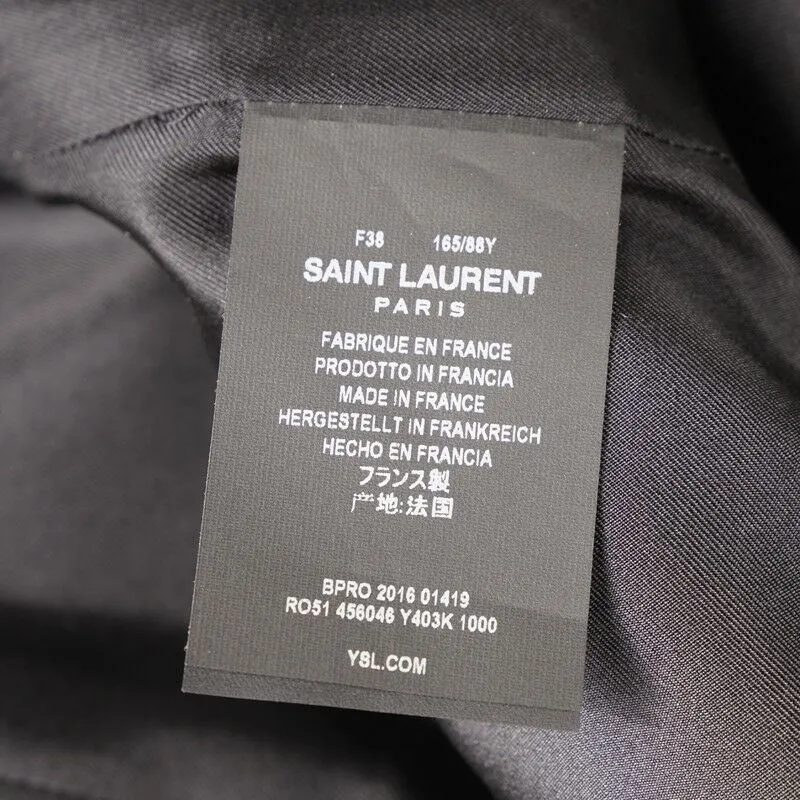 F38 165/88Y
SAINT LAURENT
PARIS
FABRIQUE EN FRANCE
PRODOTTO IN FRANCIA
MADE IN FRANCE
HERGESTELLT IN FRANKREICH
HECHO EN FRANCIA
フランス製
产地:法国
BPRO 2016 01419
RO51 456046 Y403K 1000
YSL.COM